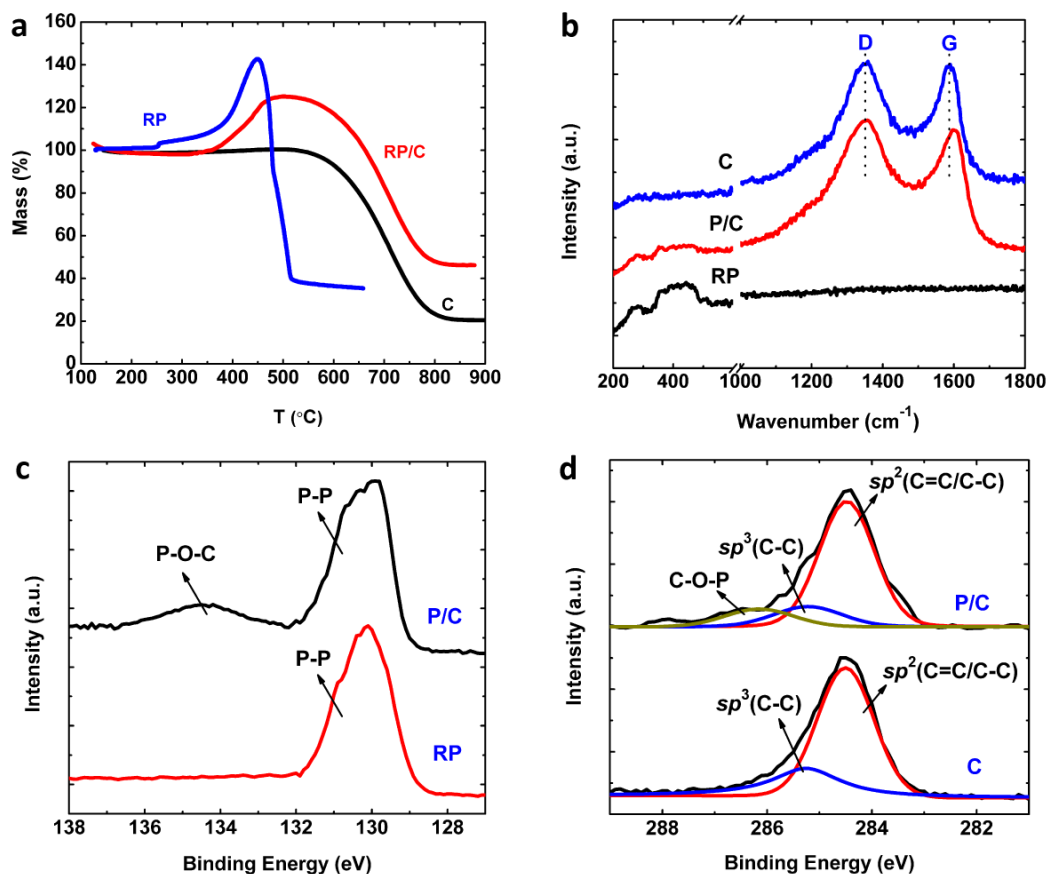 a
160
140
120
100
80
60
40
20
0
Mass (%)
RP
RP/C
C
100 200 300 400 500 600 700 800 900
T (°C)
b
D G
C
P/C
RP
Intensity (a.u.)
200 400 1000 1200 1400 1600 1800
Wavenumber (cm⁻¹)
c
P-P
P-O-C
P/C
P-P
RP
Intensity (a.u.)
138 136 134 132 130 128
Binding Energy (eV)
d
sp²(C=C/C-C)
sp³(C-C)
C-O-P
P/C
sp²(C=C/C-C)
sp³(C-C)
C
Intensity (a.u.)
288 286 284 282
Binding Energy (eV)